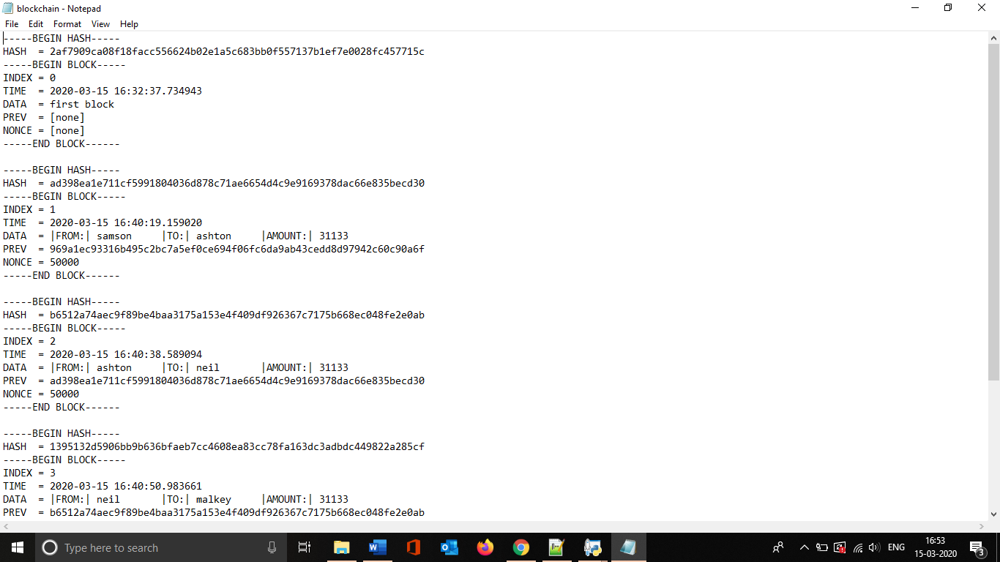 blockchain - Notepad
File Edit Format View Help
-----BEGIN HASH-----
HASH  = 2af7909ca08f18facc556624b02e1a5c683bb0f557137b1ef7e0028fc457715c
-----BEGIN BLOCK-----
INDEX = 0
TIME  = 2020-03-15 16:32:37.734943
DATA  = first block
PREV  = [none]
NONCE = [none]
-----END BLOCK------
-----BEGIN HASH-----
HASH  = ad398ea1e711cf5991804036d878c71ae6654d4c9e9169378dac66e835becd30
-----BEGIN BLOCK-----
INDEX = 1
TIME  = 2020-03-15 16:40:19.159020
DATA  = |FROM:| samson     |TO:| ashton     |AMOUNT:| 31133
PREV  = 969a1ec93316b495c2bc7a5ef0ce694f06fc6da9ab43cedd8d97942c60c90a6f
NONCE = 50000
-----END BLOCK------
-----BEGIN HASH-----
HASH  = b6512a74aec9f89be4baa3175a153e4f409df926367c7175b668ec048fe2e0ab
-----BEGIN BLOCK-----
INDEX = 2
TIME  = 2020-03-15 16:40:38.589094
DATA  = |FROM:| ashton     |TO:| neil       |AMOUNT:| 31133
PREV  = ad398ea1e711cf5991804036d878c71ae6654d4c9e9169378dac66e835becd30
NONCE = 50000
-----END BLOCK------
-----BEGIN HASH-----
HASH  = 1395132d5906bb9b636bfaeb7cc4608ea83cc78fa163dc3adbdc449822a285cf
-----BEGIN BLOCK-----
INDEX = 3
TIME  = 2020-03-15 16:40:50.983661
DATA  = |FROM:| neil       |TO:| malkey     |AMOUNT:| 31133
PREV  = b6512a74aec9f89be4baa3175a153e4f409df926367c7175b668ec048fe2e0ab
Type here to search
ENG
16:53
15-03-2020
3